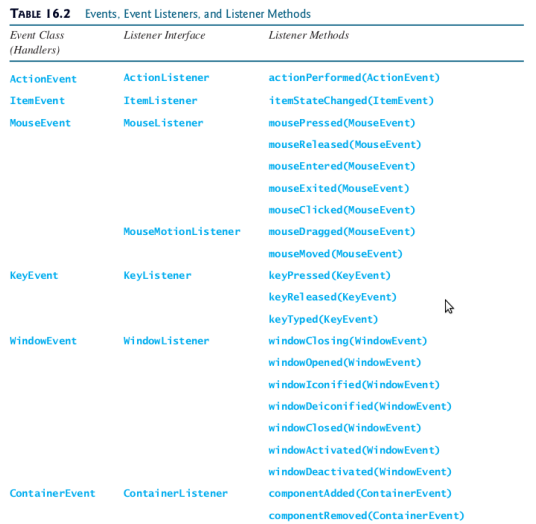 TABLE 16.2 Events, Event Listeners, and Listener Methods
Event Class Listener Interface Listener Methods
(Handlers)
ActionEvent ActionListener actionPerformed(ActionEvent)
ItemEvent ItemListener itemStateChanged(ItemEvent)
MouseEvent MouseListener mousePressed(MouseEvent)
mouseReleased(MouseEvent)
mouseEntered(MouseEvent)
mouseExited(MouseEvent)
mouseClicked(MouseEvent)
MouseMotionListener mouseDragged(MouseEvent)
mouseMoved(MouseEvent)
KeyEvent KeyListener keyPressed(KeyEvent)
keyReleased(KeyEvent)
keyTyped(KeyEvent)
WindowEvent WindowListener windowClosing(WindowEvent)
windowOpened(WindowEvent)
windowIconified(WindowEvent)
windowDeiconified(WindowEvent)
windowClosed(WindowEvent)
windowActivated(WindowEvent)
windowDeactivated(WindowEvent)
ContainerEvent ContainerListener componentAdded(ContainerEvent)
componentRemoved(ContainerEvent)